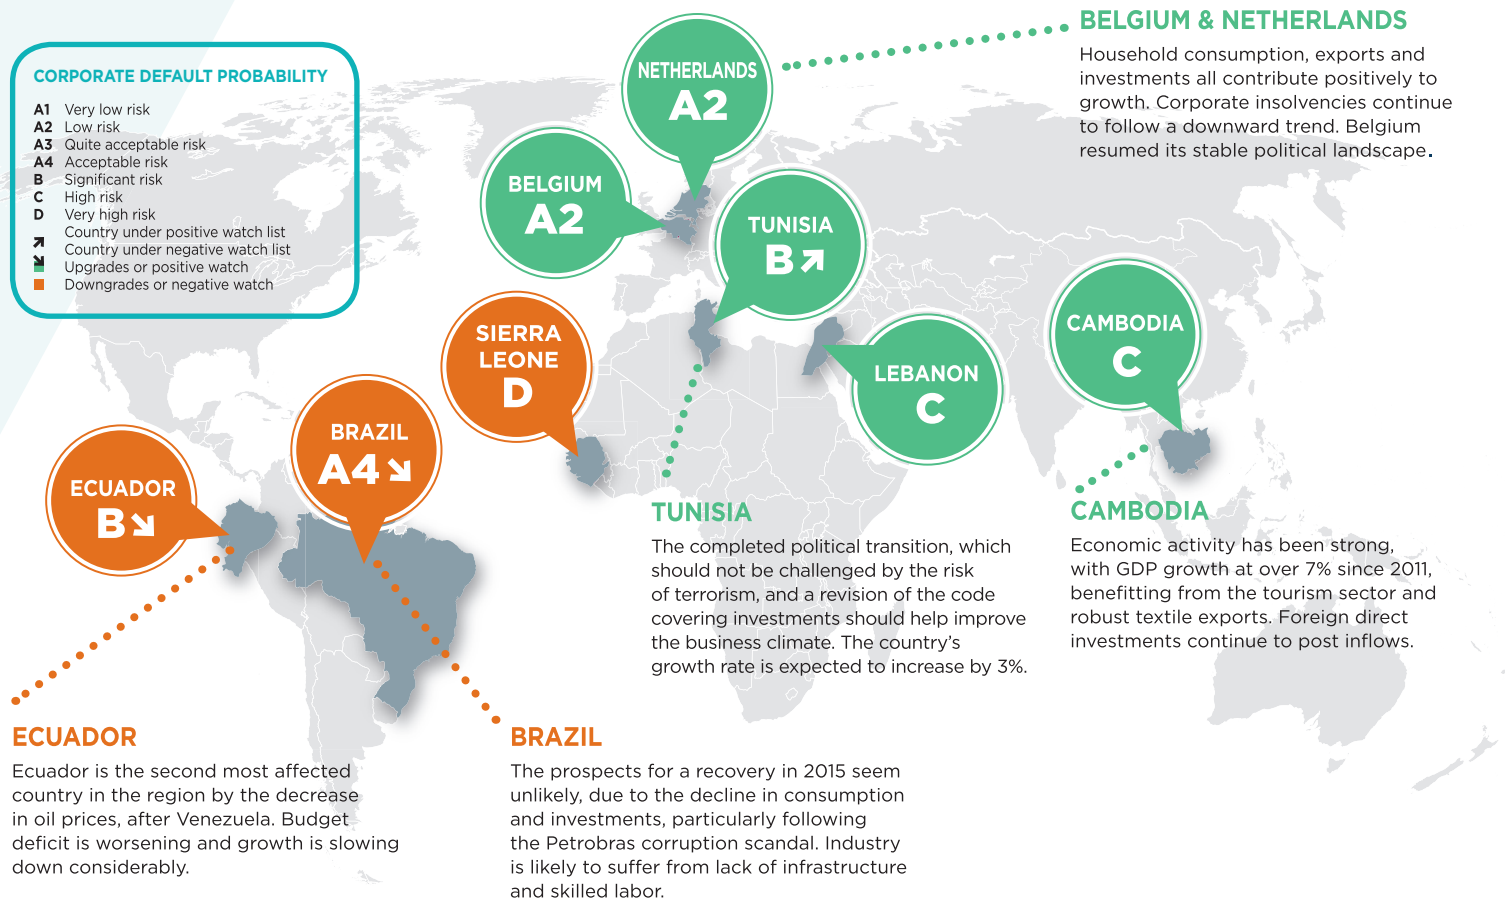 CORPORATE DEFAULT PROBABILITY
A1 Very low risk
A2 Low risk
A3 Quite acceptable risk
A4 Acceptable risk
B Significant risk
C High risk
D Very high risk
Country under positive watch list
Country under negative watch list
Upgrades or positive watch
Downgrades or negative watch
NETHERLANDS
A2
BELGIUM
A2
TUNISIA
B↗
SIERRA
LEONE
D
LEBANON
C
CAMBODIA
C
BRAZIL
A4↘
ECUADOR
B↘
BELGIUM & NETHERLANDS
Household consumption, exports and
investments all contribute positively to
growth. Corporate insolvencies continue
to follow a downward trend. Belgium
resumed its stable political landscape.
TUNISIA
The completed political transition, which
should not be challenged by the risk
of terrorism, and a revision of the code
covering investments should help improve
the business climate. The country’s
growth rate is expected to increase by 3%.
CAMBODIA
Economic activity has been strong,
with GDP growth at over 7% since 2011,
benefitting from the tourism sector and
robust textile exports. Foreign direct
investments continue to post inflows.
ECUADOR
Ecuador is the second most affected
country in the region by the decrease
in oil prices, after Venezuela. Budget
deficit is worsening and growth is slowing
down considerably.
BRAZIL
The prospects for a recovery in 2015 seem
unlikely, due to the decline in consumption
and investments, particularly following
the Petrobras corruption scandal. Industry
is likely to suffer from lack of infrastructure
and skilled labor.